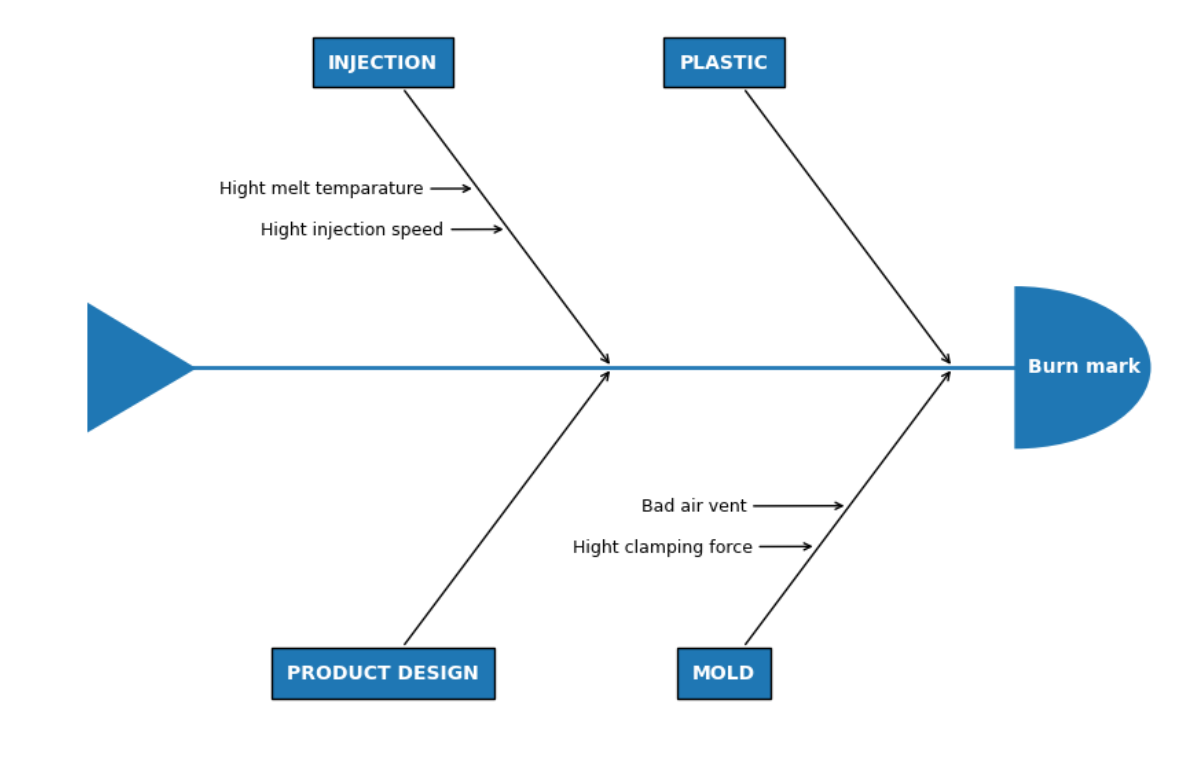 INJECTION
PLASTIC
Hight melt temparature
Hight injection speed
Burn mark
Bad air vent
Hight clamping force
PRODUCT DESIGN
MOLD